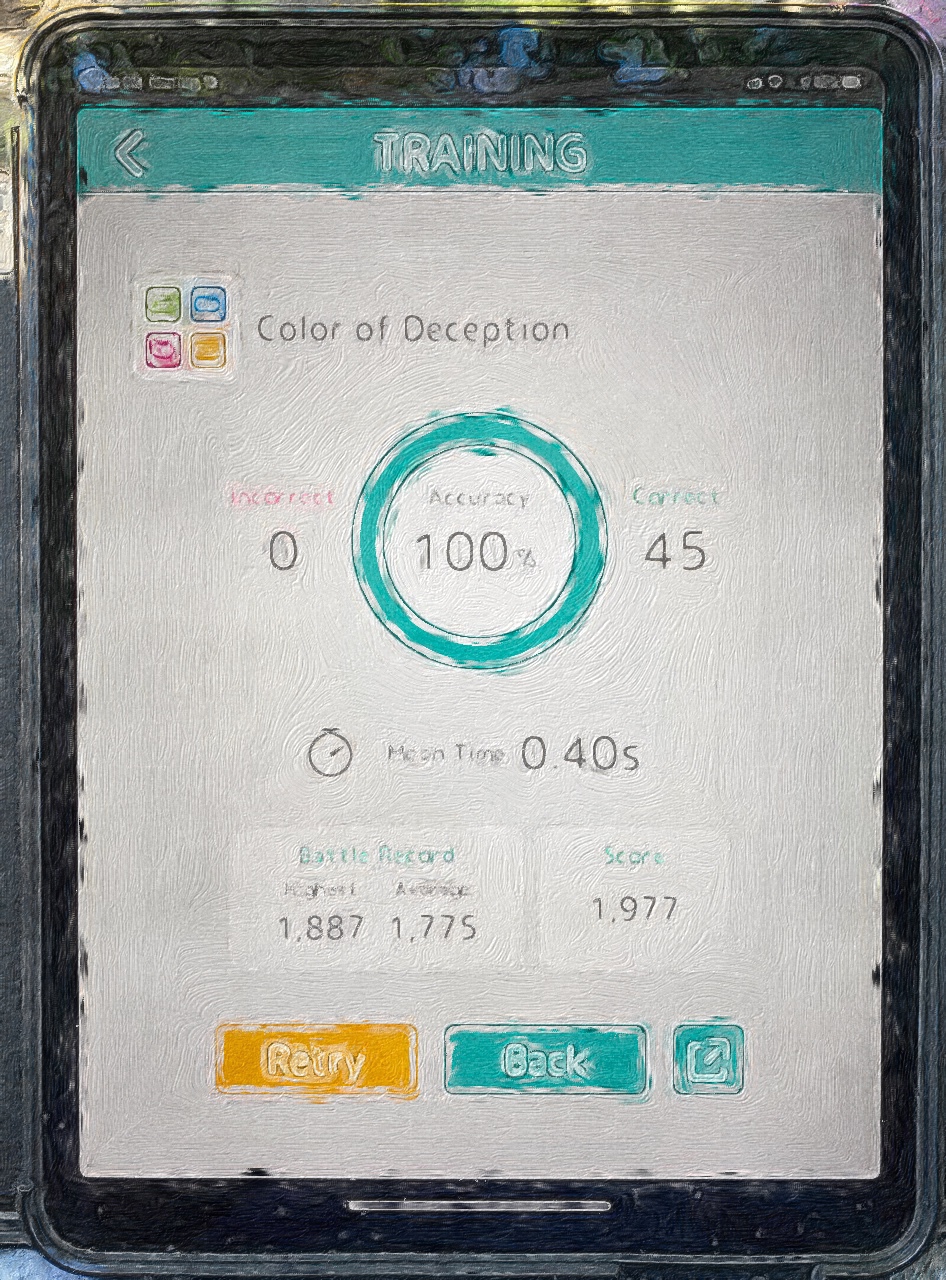 TRAINING
Color of Deception
Incorrect
Accuracy
Correct
0
100%
45
Mean Time 0.40s
Battle Record
Score
Highest Average
1,887 1,775
1,977
Retry
Back